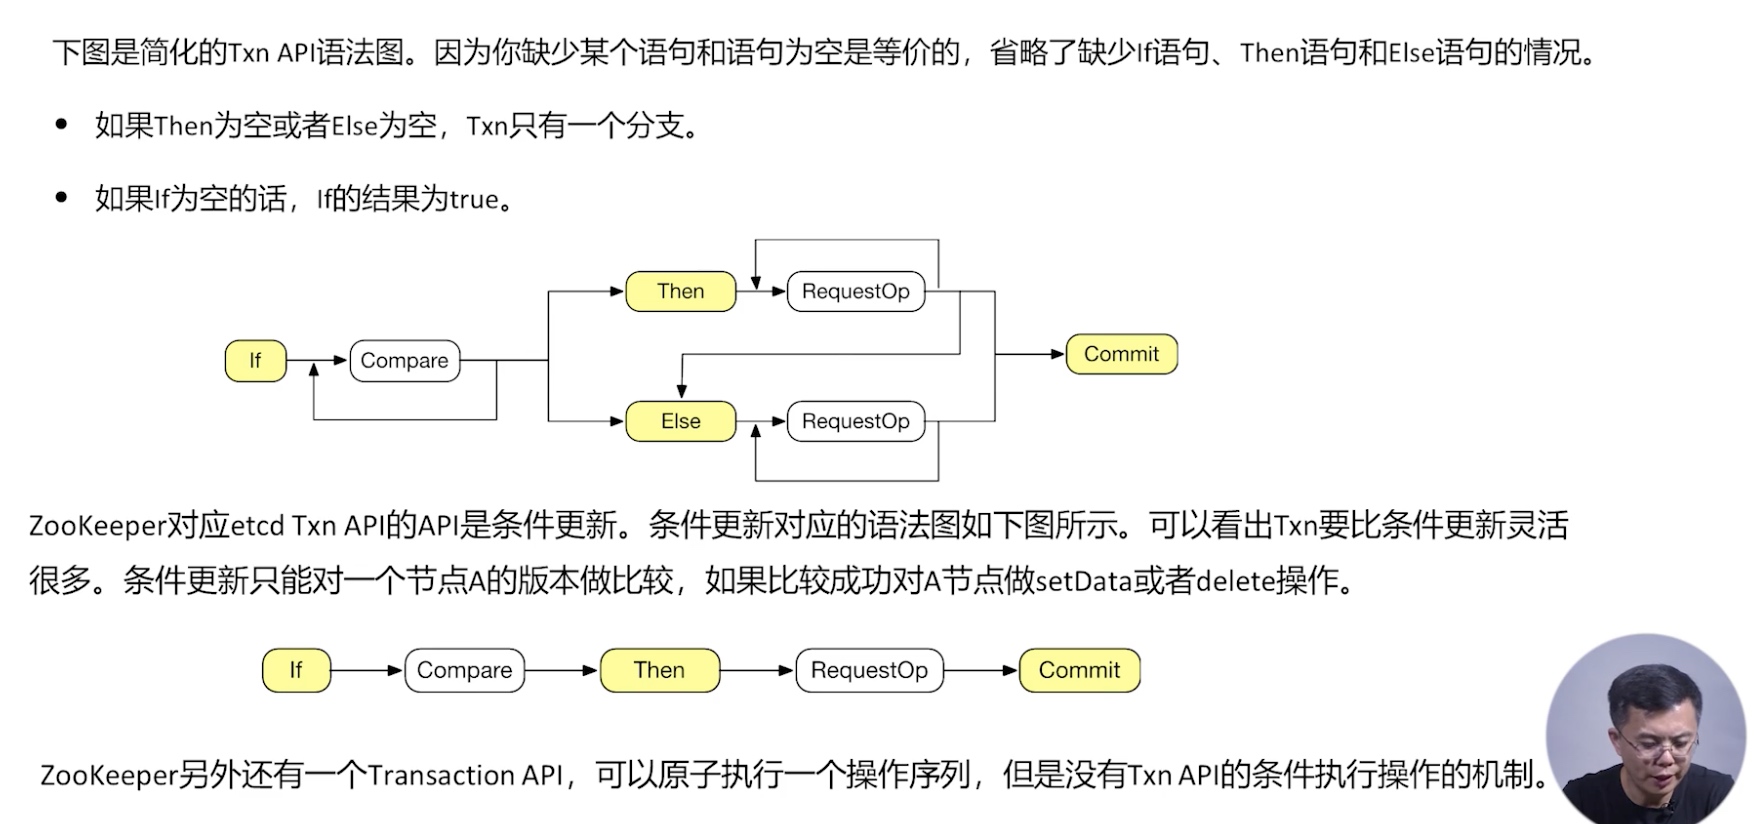 下图是简化的Txn API语法图。因为你缺少某个语句和语句为空是等价的，省略了缺少If语句、Then语句和Else语句的情况。
• 如果Then为空或者Else为空，Txn只有一个分支。
• 如果If为空的话，If的结果为true。
Then RequestOp
If Compare Commit
Else RequestOp
ZooKeeper对应etcd Txn API的API是条件更新。条件更新对应的语法图如下图所示。可以看出Txn要比条件更新灵活
很多。条件更新只能对一个节点A的版本做比较，如果比较成功对A节点做setData或者delete操作。
If Compare Then RequestOp Commit
ZooKeeper另外还有一个Transaction API，可以原子执行一个操作序列，但是没有Txn API的条件执行操作的机制。